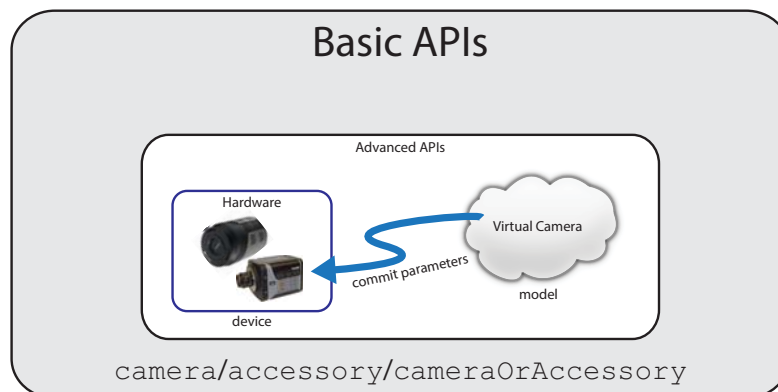 Basic APIs
Advanced APIs
Hardware
Virtual Camera
commit parameters
device
model
camera/accessory/cameraOrAccessory